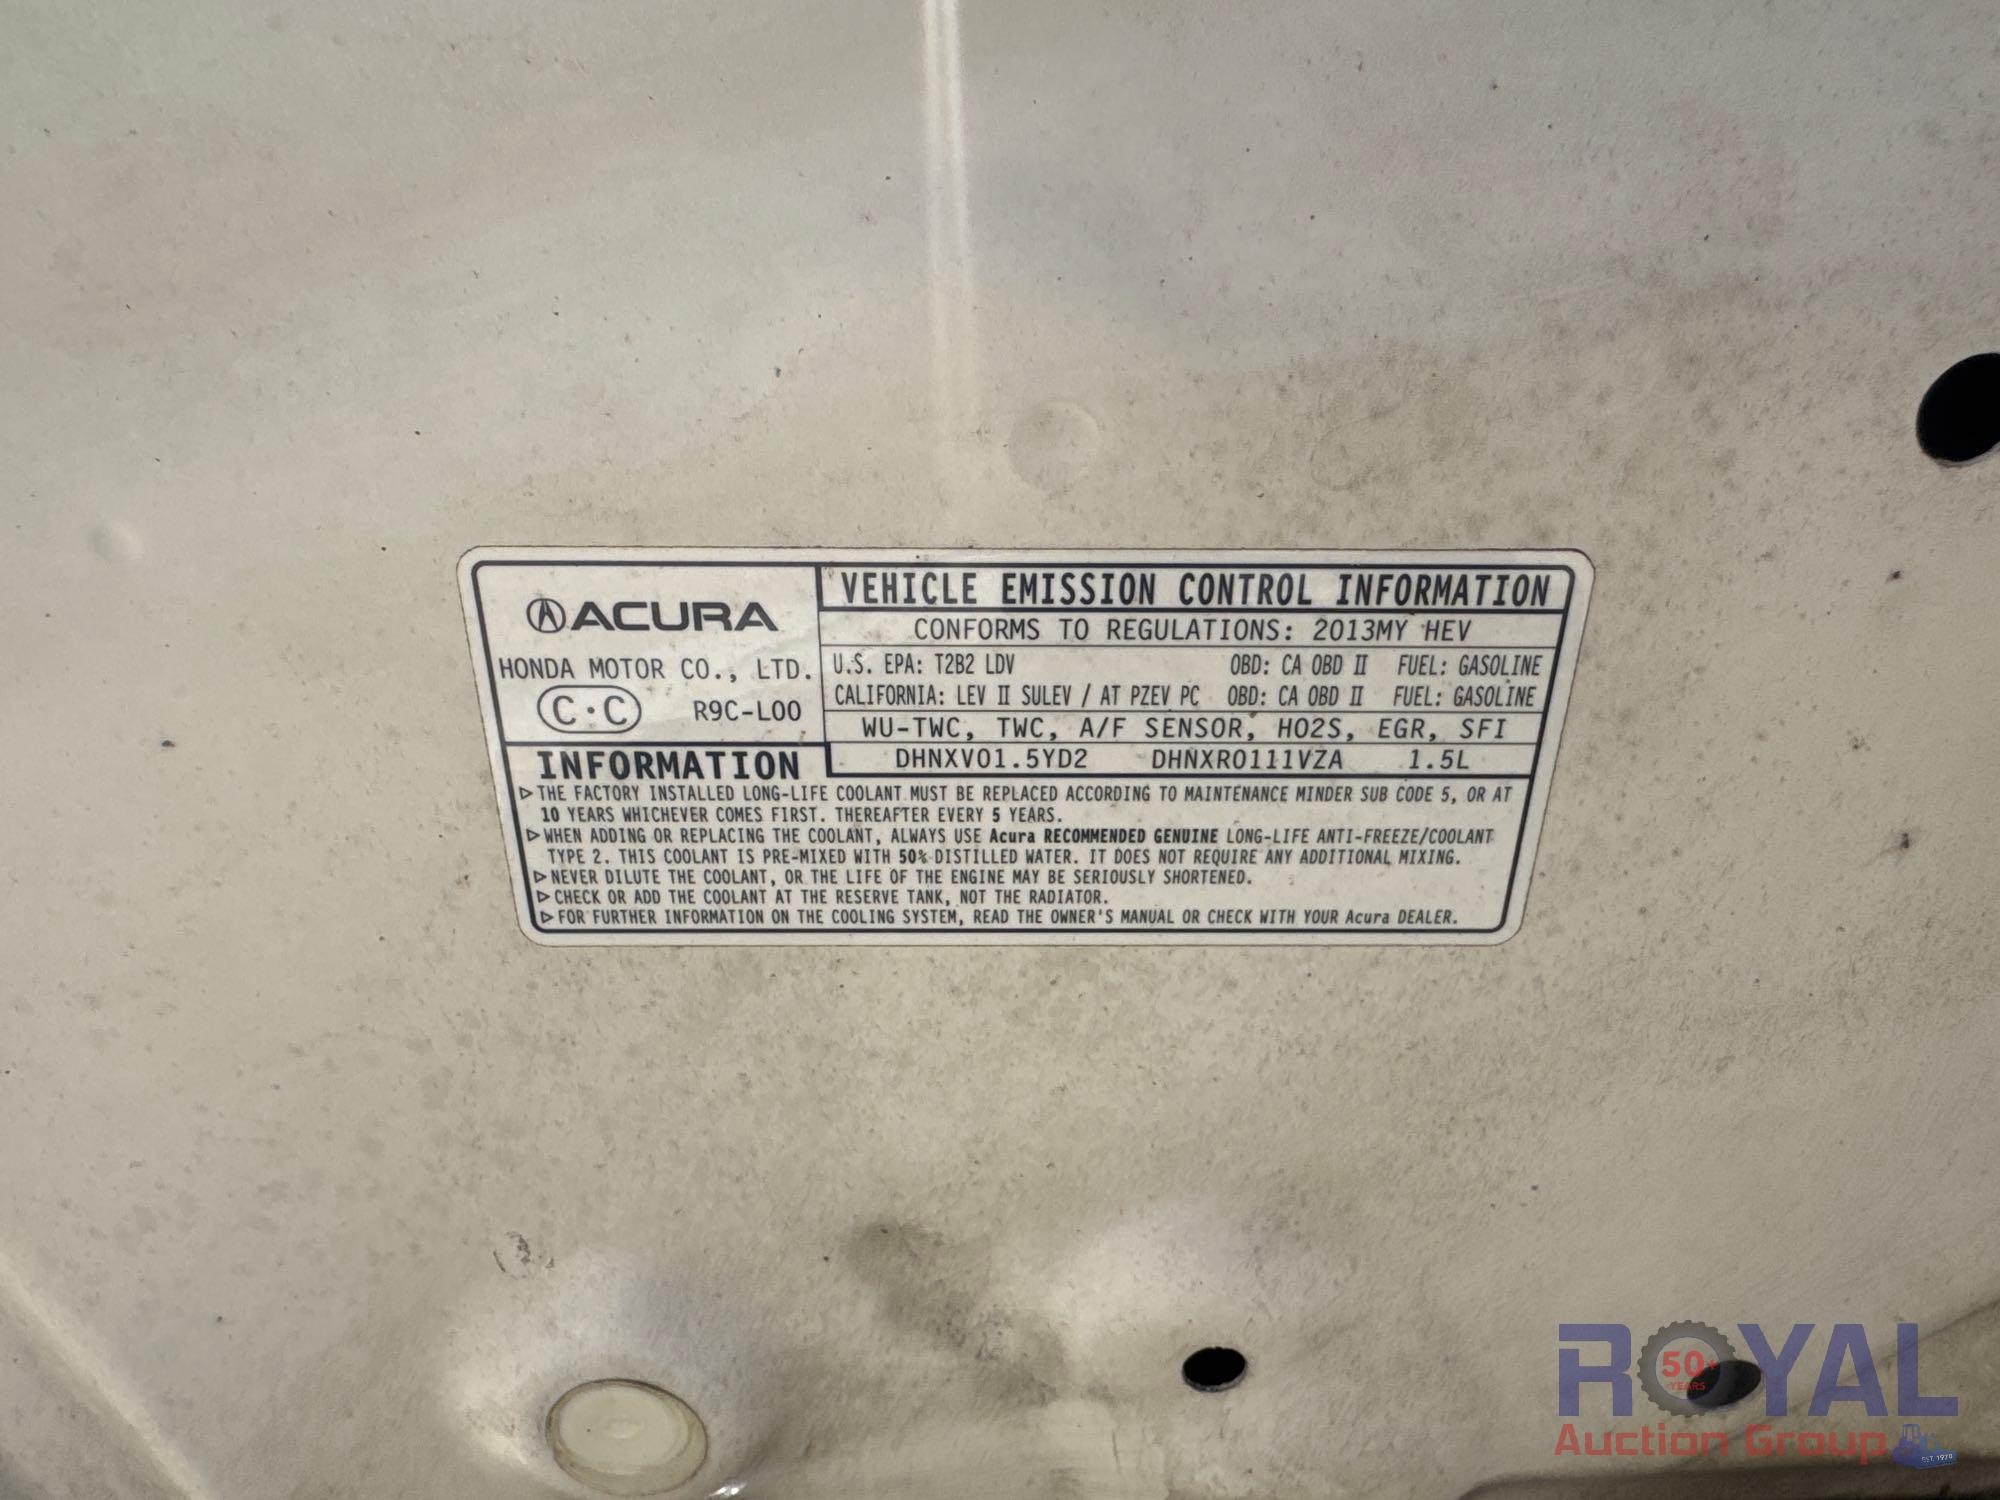 ACURA
HONDA MOTOR CO., LTD.
C·C R9C-L00
VEHICLE EMISSION CONTROL INFORMATION
CONFORMS TO REGULATIONS: 2013MY HEV
U.S. EPA: T2B2 LDV OBD: CA OBD II FUEL: GASOLINE
CALIFORNIA: LEV II SULEV / AT PZEV PC OBD: CA OBD II FUEL: GASOLINE
WU-TWC, TWC, A/F SENSOR, HO2S, EGR, SFI
DHNXV01.5YD2 DHNXR0111VZA 1.5L
INFORMATION
▷THE FACTORY INSTALLED LONG-LIFE COOLANT MUST BE REPLACED ACCORDING TO MAINTENANCE MINDER SUB CODE 5, OR AT
10 YEARS WHICHEVER COMES FIRST. THEREAFTER EVERY 5 YEARS.
▷WHEN ADDING OR REPLACING THE COOLANT, ALWAYS USE Acura RECOMMENDED GENUINE LONG-LIFE ANTI-FREEZE/COOLANT
TYPE 2. THIS COOLANT IS PRE-MIXED WITH 50% DISTILLED WATER. IT DOES NOT REQUIRE ANY ADDITIONAL MIXING.
▷NEVER DILUTE THE COOLANT, OR THE LIFE OF THE ENGINE MAY BE SERIOUSLY SHORTENED.
▷CHECK OR ADD THE COOLANT AT THE RESERVE TANK, NOT THE RADIATOR.
▷FOR FURTHER INFORMATION ON THE COOLING SYSTEM, READ THE OWNER'S MANUAL OR CHECK WITH YOUR Acura DEALER.
ROYAL
50+
YEARS
Auction Group
EST. 1970